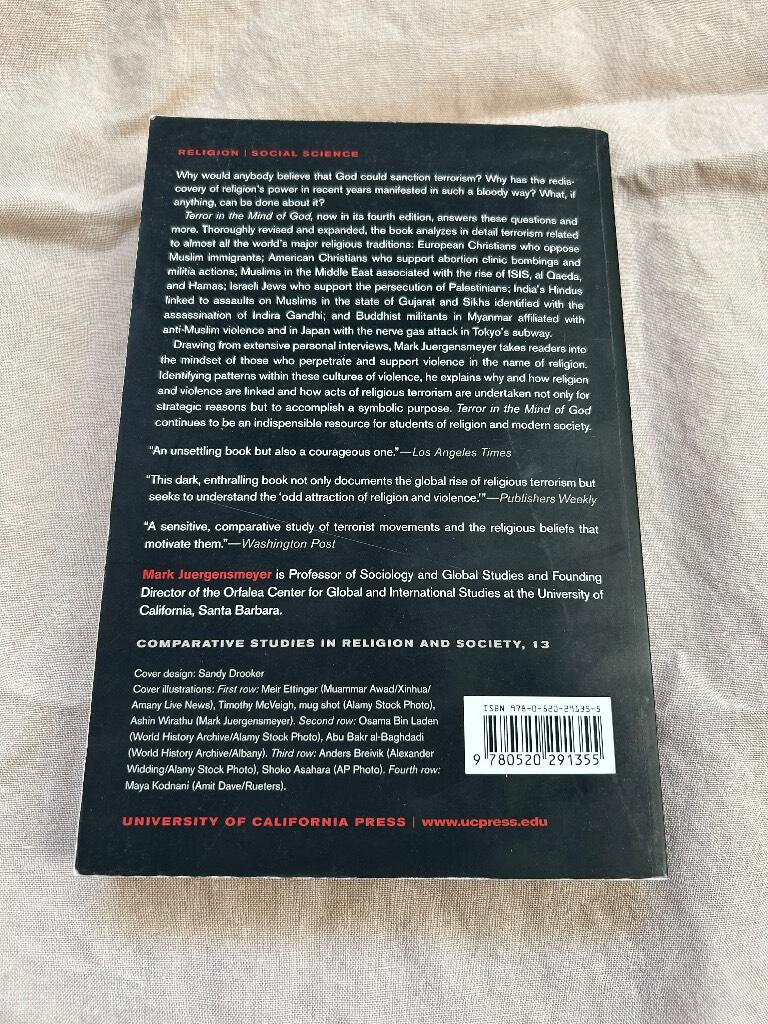 RELIGION | SOCIAL SCIENCE
Why would anybody believe that God could sanction terrorism? Why has the redis-
covery of religion's power in recent years manifested in such a bloody way? What, if
anything, can be done about it?
Terror in the Mind of God, now in its fourth edition, answers these questions and
more. Thoroughly revised and expanded, the book analyzes in detail terrorism related
to almost all the world's major religious traditions: European Christians who oppose
Muslim immigrants; American Christians who support abortion clinic bombings and
militia actions; Muslims in the Middle East associated with the rise of ISIS, al Qaeda,
and Hamas; Israeli Jews who support the persecution of Palestinians; India's Hindus
linked to assaults on Muslims in the state of Gujarat and Sikhs identified with the
assassination of Indira Gandhi; and Buddhist militants in Myanmar affiliated with
anti-Muslim violence and in Japan with the nerve gas attack in Tokyo's subway.
Drawing from extensive personal interviews, Mark Juergensmeyer takes readers into
the mindset of those who perpetrate and support violence in the name of religion.
Identifying patterns within these cultures of violence, he explains why and how religion
and violence are linked and how acts of religious terrorism are undertaken not only for
strategic reasons but to accomplish a symbolic purpose. Terror in the Mind of God
continues to be an indispensible resource for students of religion and modern society.
"An unsettling book but also a courageous one."—Los Angeles Times
"This dark, enthralling book not only documents the global rise of religious terrorism but
seeks to understand the 'odd attraction of religion and violence.'"—Publishers Weekly
"A sensitive, comparative study of terrorist movements and the religious beliefs that
motivate them."—Washington Post
Mark Juergensmeyer is Professor of Sociology and Global Studies and Founding
Director of the Orfalea Center for Global and International Studies at the University of
California, Santa Barbara.
COMPARATIVE STUDIES IN RELIGION AND SOCIETY, 13
Cover design: Sandy Drooker
Cover illustrations: First row: Meir Ettinger (Muammar Awad/Xinhua/
Amany Live News), Timothy McVeigh, mug shot (Alamy Stock Photo),
Ashin Wirathu (Mark Juergensmeyer). Second row: Osama Bin Laden
(World History Archive/Alamy Stock Photo), Abu Bakr al-Baghdadi
(World History Archive/Albany). Third row: Anders Breivik (Alexander
Widding/Alamy Stock Photo), Shoko Asahara (AP Photo). Fourth row:
Maya Kodnani (Amit Dave/Rueters).
ISBN 978-0-520-29135-5
9 780520 291355
UNIVERSITY OF CALIFORNIA PRESS | www.ucpress.edu